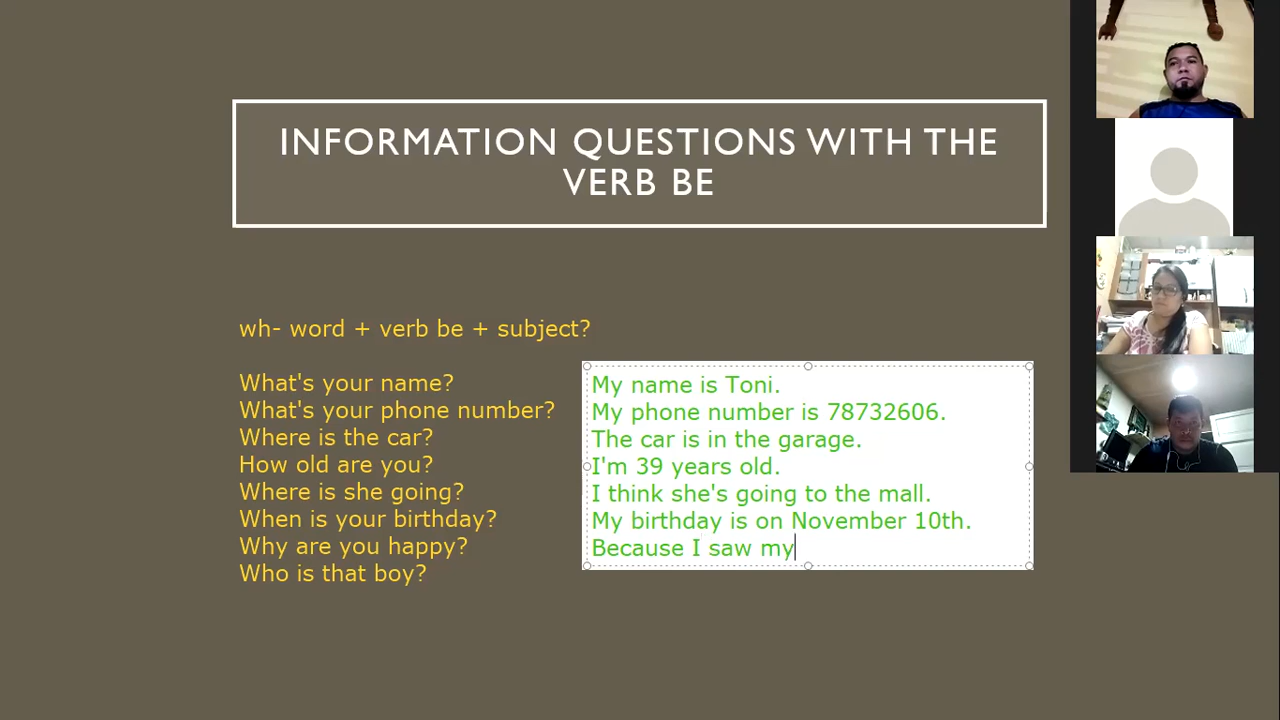 INFORMATION QUESTIONS WITH THE
VERB BE
wh- word + verb be + subject?
What's your name?
What's your phone number?
Where is the car?
How old are you?
Where is she going?
When is your birthday?
Why are you happy?
Who is that boy?
My name is Toni.
My phone number is 78732606.
The car is in the garage.
I'm 39 years old.
I think she's going to the mall.
My birthday is on November 10th.
Because I saw my